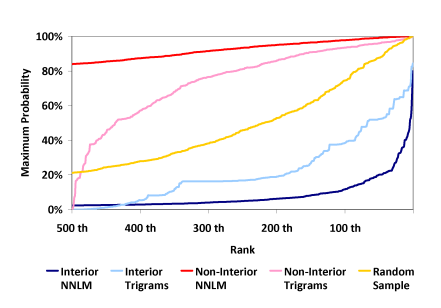 100%
80%
60%
40%
20%
0%
Maximum Probability
500 th 400 th 300 th 200 th 100 th
Rank
Interior NNLM
Interior Trigrams
Non-Interior NNLM
Non-Interior Trigrams
Random Sample